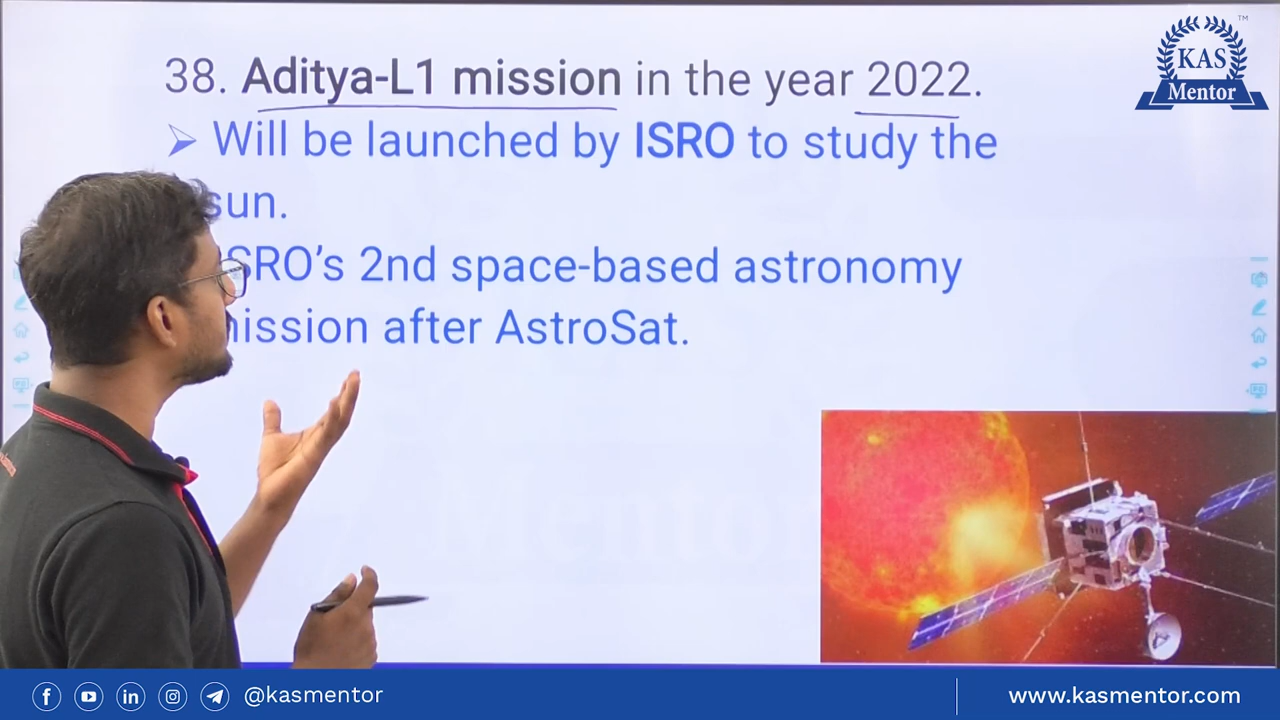 38. Aditya-L1 mission in the year 2022.
Will be launched by ISRO to study the
sun.
SRO’s 2nd space-based astronomy
ission after AstroSat.
KAS
Mentor
TM
@kasmentor
www.kasmentor.com